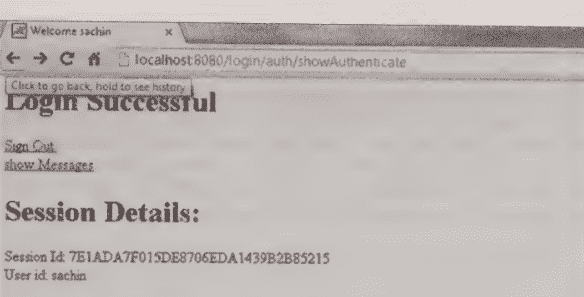 Welcome sachin
localhost:8080/login/auth/showAuthenticate
Click to go back, hold to see history
Login Successful
Sign Out
show Messages
Session Details:
Session Id: 7E1ADA7F015DE8706EDA1439B2B85215
User id: sachin